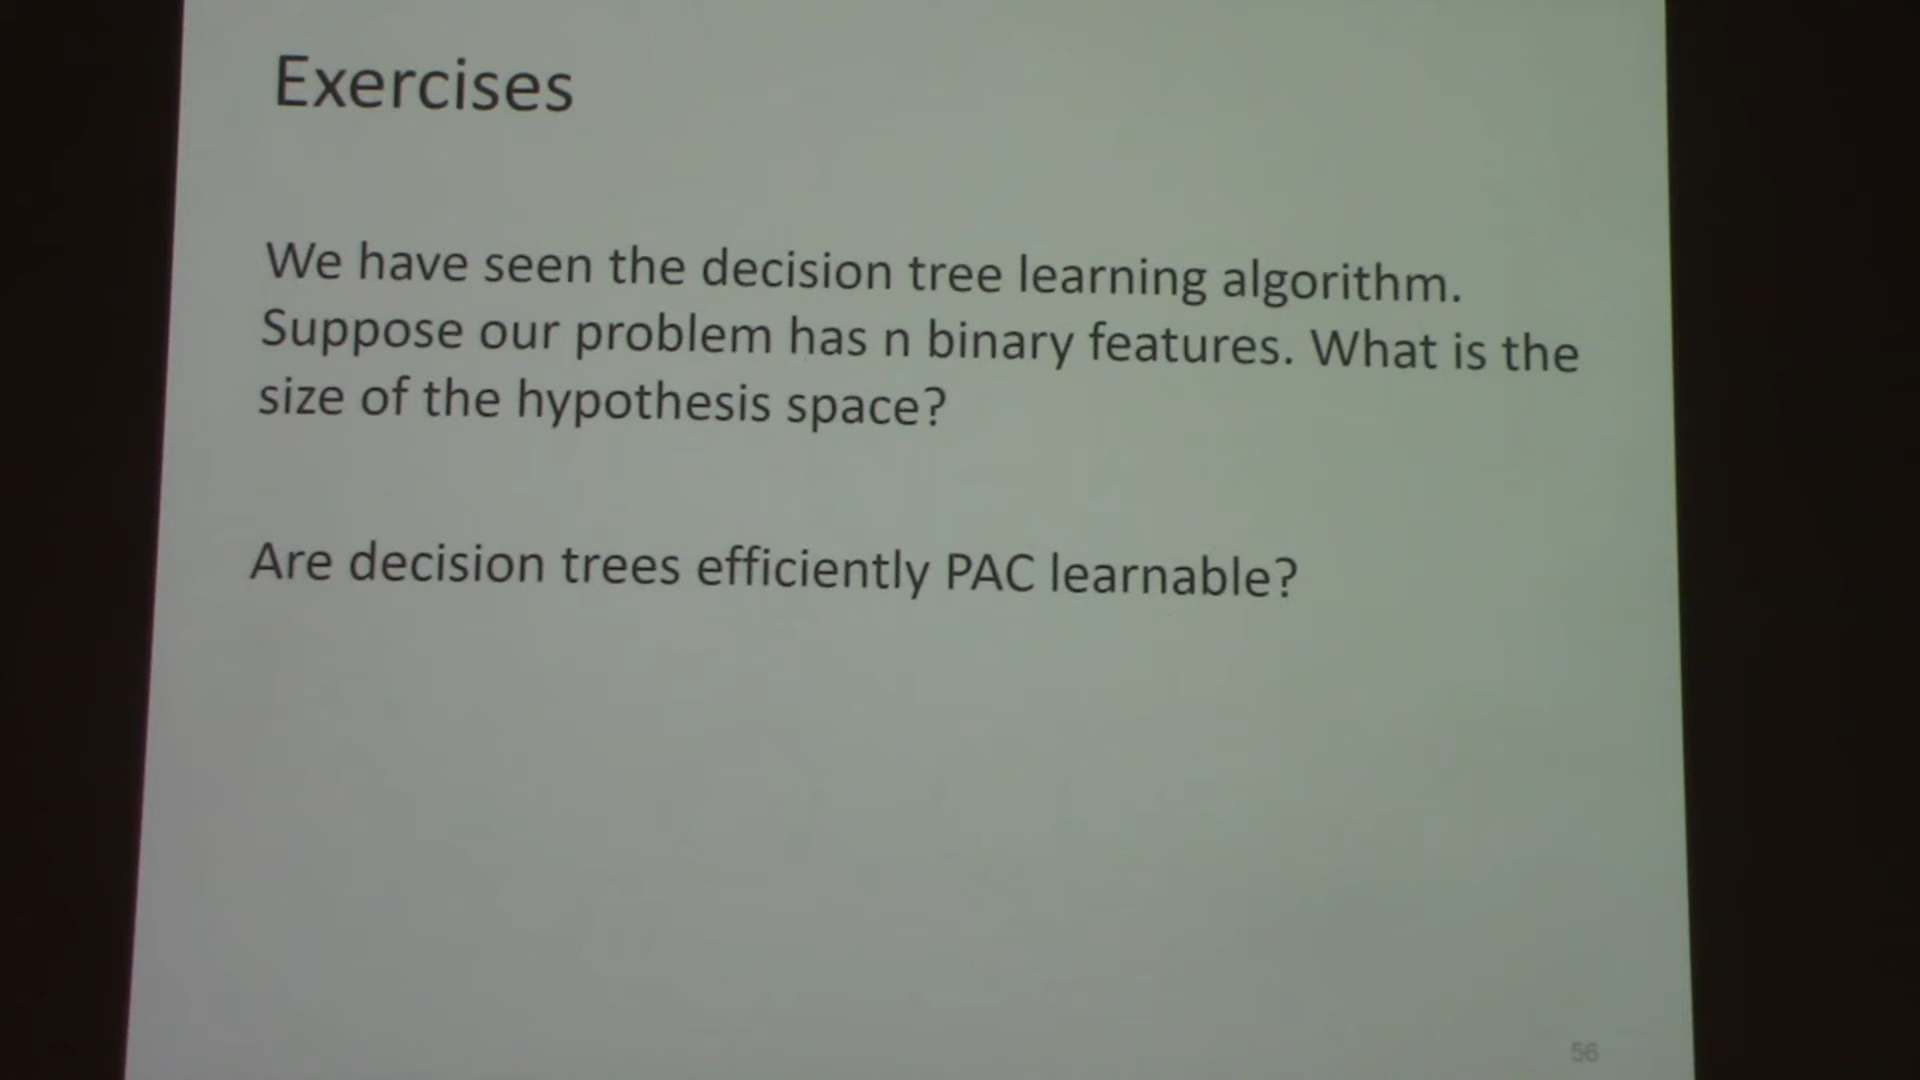 Exercises
We have seen the decision tree learning algorithm.
Suppose our problem has n binary features. What is the
size of the hypothesis space?
Are decision trees efficiently PAC learnable?
56